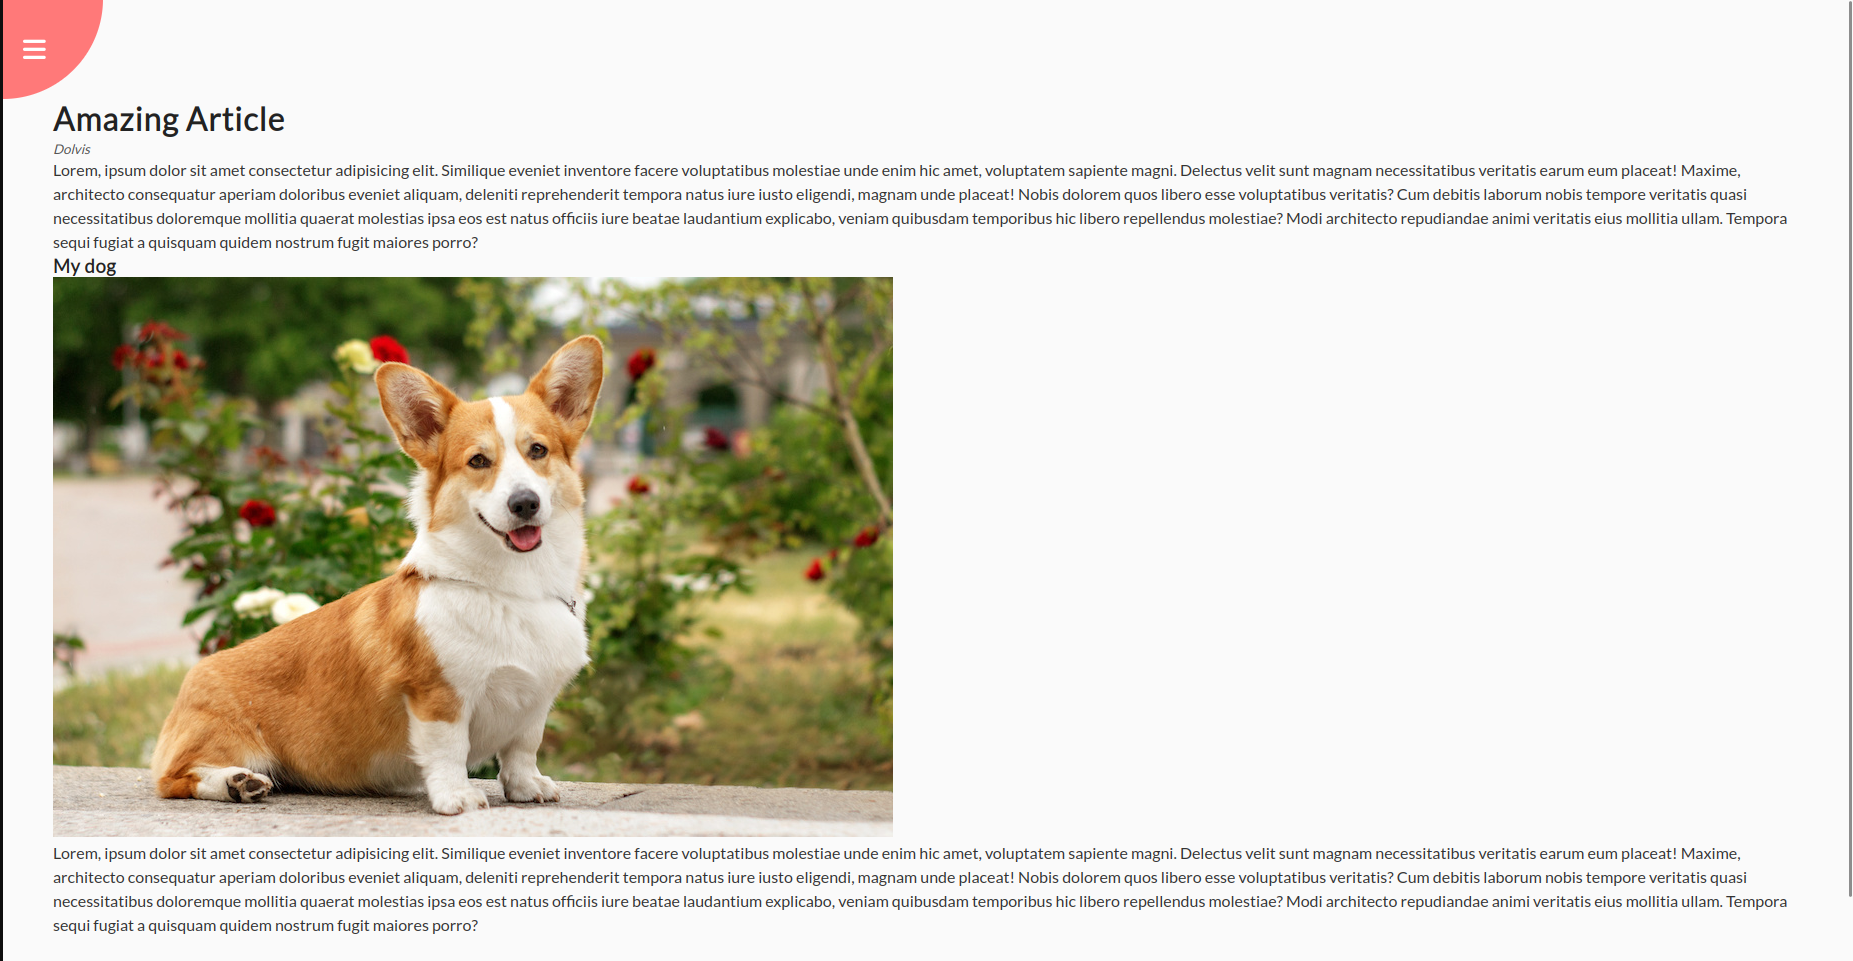 Amazing Article
Dolvis
Lorem, ipsum dolor sit amet consectetur adipisicing elit. Similique eveniet inventore facere voluptatibus molestiae unde enim hic amet, voluptatem sapiente magni. Delectus velit sunt magnam necessitatibus veritatis earum eum placeat! Maxime,
architecto consequatur aperiam doloribus eveniet aliquam, deleniti reprehenderit tempora natus iure iusto eligendi, magnam unde placeat! Nobis dolorem quos libero esse voluptatibus veritatis? Cum debitis laborum nobis tempore veritatis quasi
necessitatibus doloremque mollitia quaerat molestias ipsa eos est natus officiis iure beatae laudantium explicabo, veniam quibusdam temporibus hic libero repellendus molestiae? Modi architecto repudiandae animi veritatis eius mollitia ullam. Tempora
sequi fugiat a quisquam quidem nostrum fugit maiores porro?
My dog
Lorem, ipsum dolor sit amet consectetur adipisicing elit. Similique eveniet inventore facere voluptatibus molestiae unde enim hic amet, voluptatem sapiente magni. Delectus velit sunt magnam necessitatibus veritatis earum eum placeat! Maxime,
architecto consequatur aperiam doloribus eveniet aliquam, deleniti reprehenderit tempora natus iure iusto eligendi, magnam unde placeat! Nobis dolorem quos libero esse voluptatibus veritatis? Cum debitis laborum nobis tempore veritatis quasi
necessitatibus doloremque mollitia quaerat molestias ipsa eos est natus officiis iure beatae laudantium explicabo, veniam quibusdam temporibus hic libero repellendus molestiae? Modi architecto repudiandae animi veritatis eius mollitia ullam. Tempora
sequi fugiat a quisquam quidem nostrum fugit maiores porro?